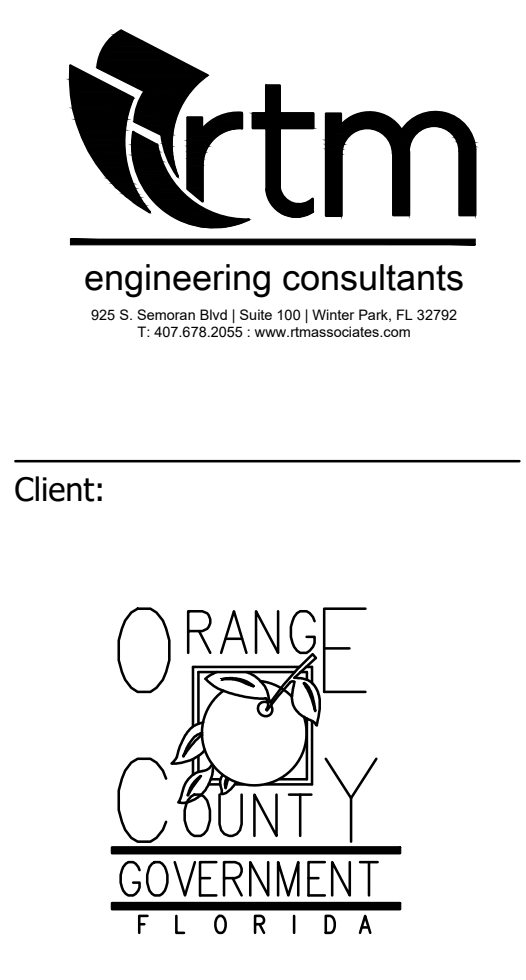 rtm
engineering consultants
925 S. Semoran Blvd | Suite 100 | Winter Park, FL 32792
T: 407.678.2055 : www.rtmassociates.com
Client:
ORANGE
COUNTY
GOVERNMENT
FLORIDA